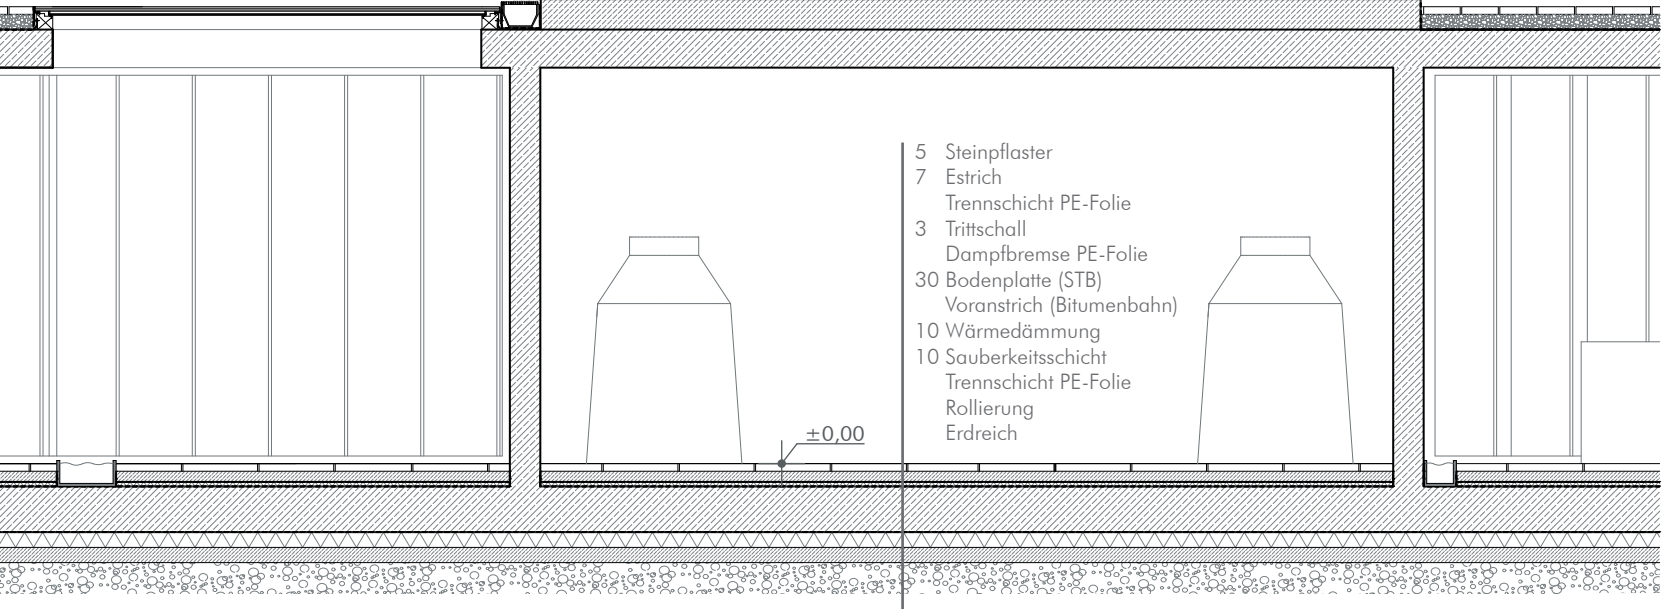 5 Steinpflaster
7 Estrich
Trennschicht PE-Folie
3 Trittschall
Dampfbremse PE-Folie
30 Bodenplatte (STB)
Voranstrich (Bitumenbahn)
10 Wärmedämmung
10 Sauberkeitsschicht
Trennschicht PE-Folie
Rollierung
Erdreich
±0,00